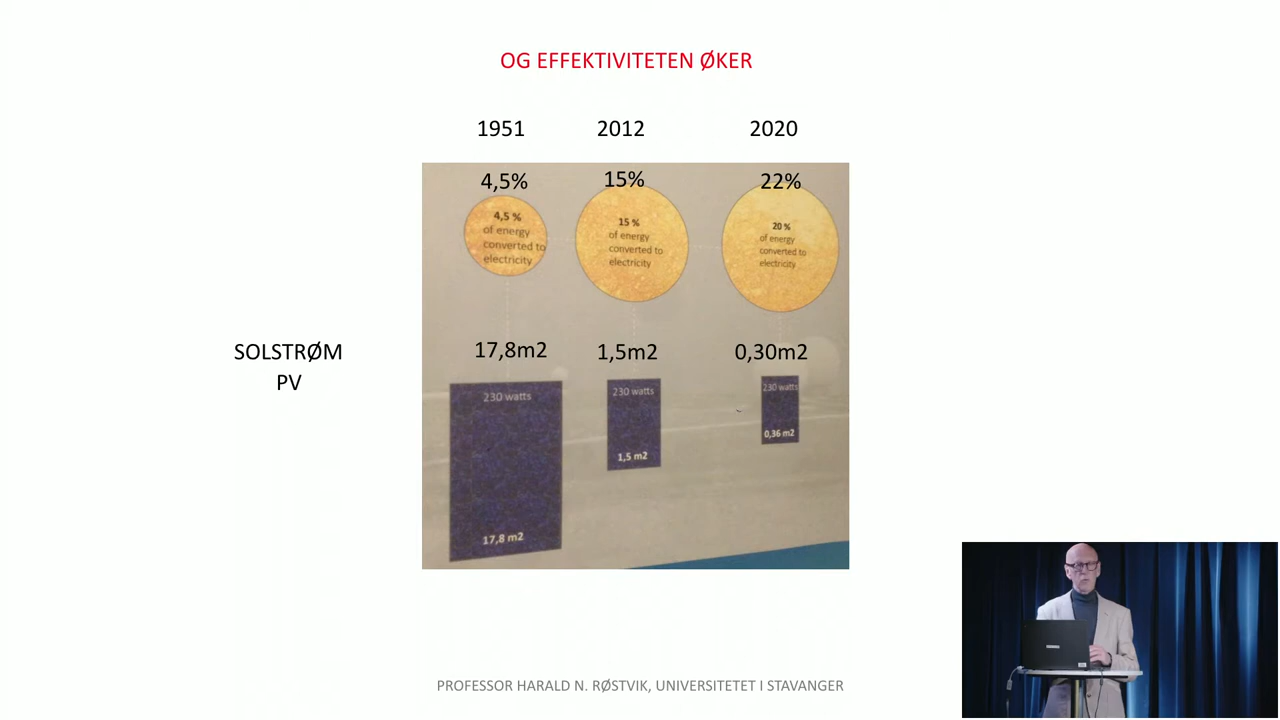 OG EFFEKTIVITETEN ØKER
1951 2012 2020
4,5% 15% 22%
4,5 %
of energy
converted to
electricity
15 %
of energy
converted to
electricity
20 %
of energy
converted to
electricity
SOLSTRØM
PV
17,8m2 1,5m2 0,30m2
230 watts
17,8 m2
230 watts
1,5 m2
230 watts
0,36 m2
PROFESSOR HARALD N. RØSTVIK, UNIVERSITETET I STAVANGER